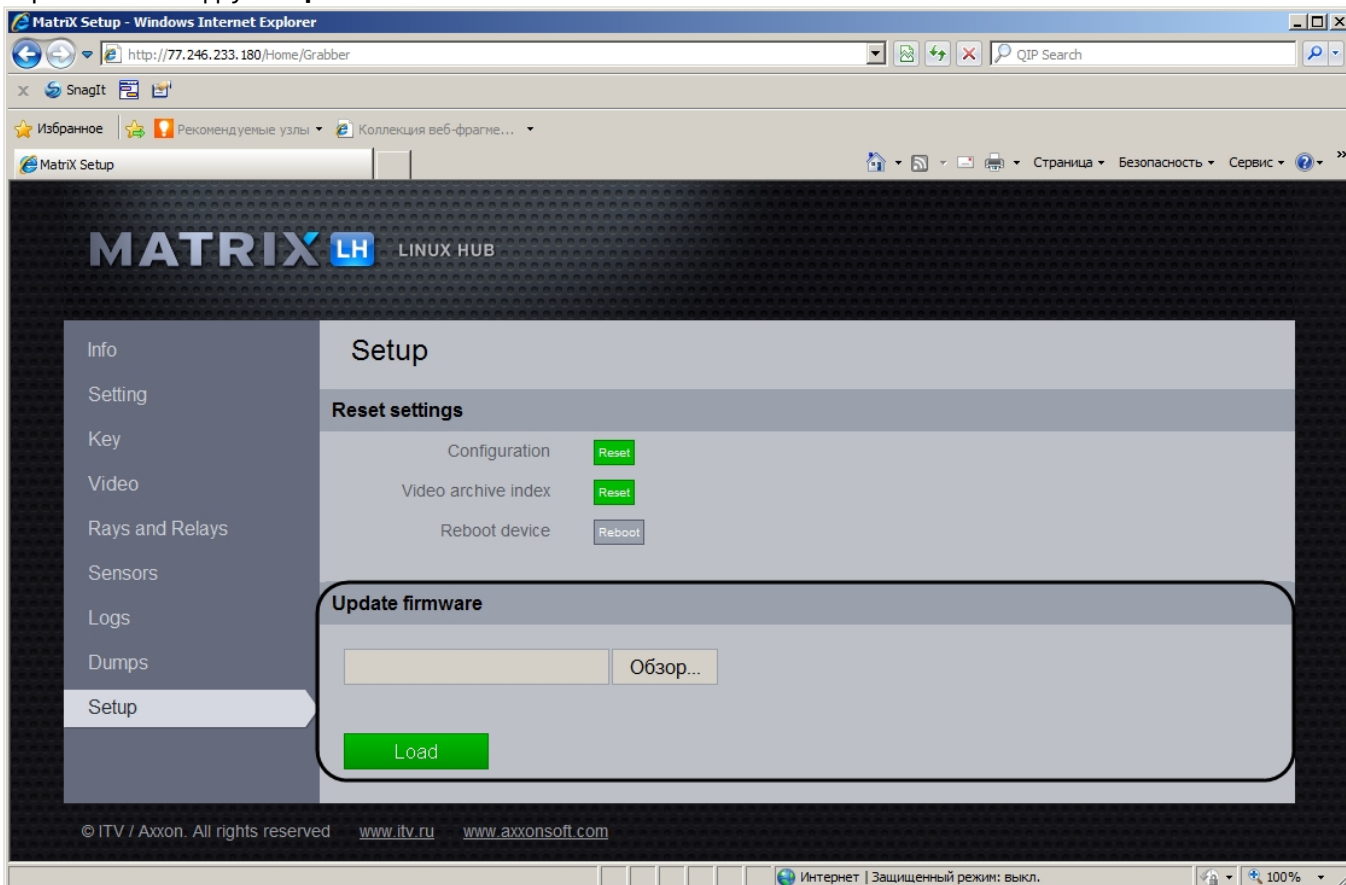 MatriX Setup - Windows Internet Explorer
http://77.246.233.180/Home/Grabber
QIP Search
x SnagIt
Избранное Рекомендуемые узлы Коллекция веб-фрагме...
MatriX Setup Страница Безопасность Сервис »
MATRIX LH LINUX HUB
Info
Setting
Key
Video
Rays and Relays
Sensors
Logs
Dumps
Setup
Setup
Reset settings
Configuration Reset
Video archive index Reset
Reboot device Reboot
Update firmware
Обзор...
Load
© ITV / Axxon. All rights reserved www.itv.ru www.axxonsoft.com
Интернет | Защищенный режим: выкл. 100%